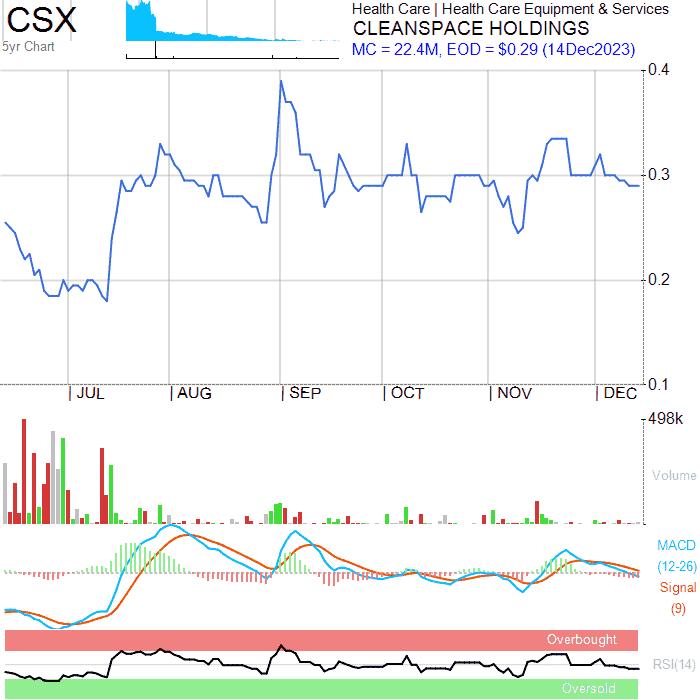 CSX
5yr Chart
Health Care | Health Care Equipment & Services
CLEANSPACE HOLDINGS
MC = 22.4M, EOD = $0.29 (14Dec2023)
0.4
0.3
0.2
0.1
JUL
AUG
SEP
OCT
NOV
DEC
498k
Volume
MACD
(12-26)
Signal
(9)
Overbought
RSI(14)
Oversold